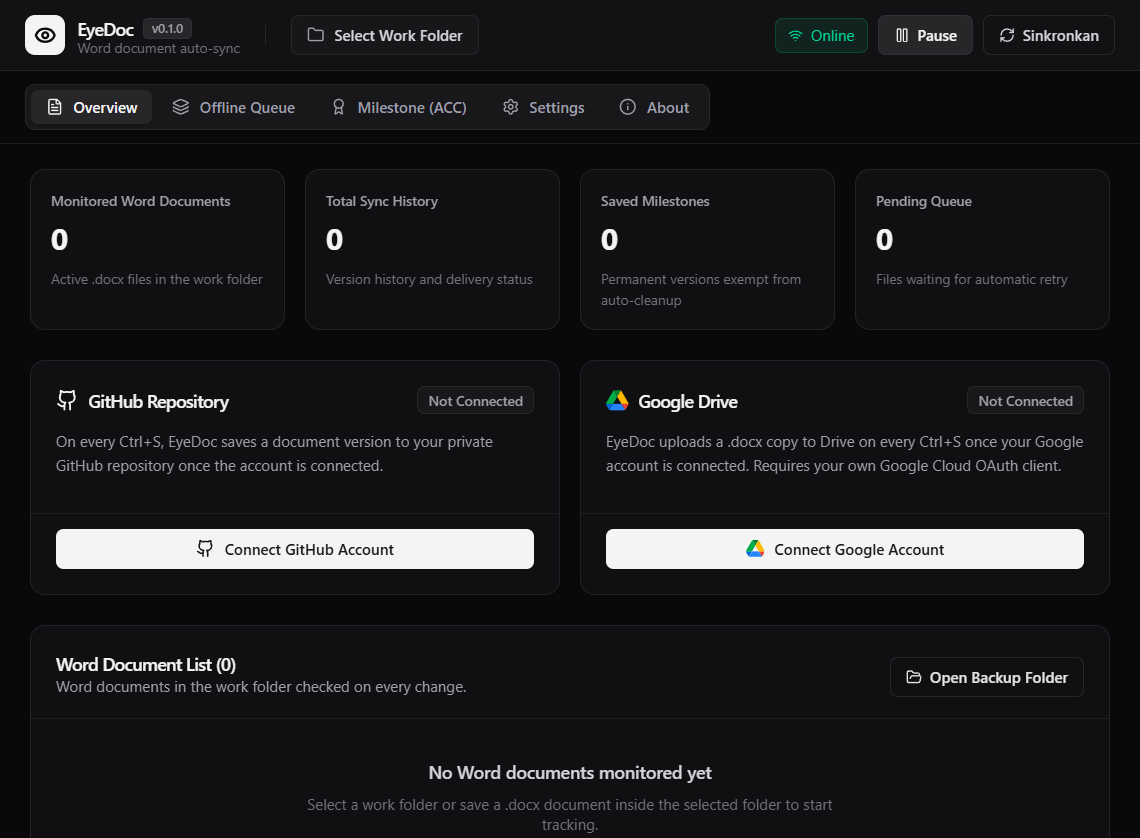 EyeDoc v0.1.0
Word document auto-sync
Select Work Folder
Online
Pause
Sinkronkan
Overview
Offline Queue
Milestone (ACC)
Settings
About
Monitored Word Documents
0
Active .docx files in the work folder
Total Sync History
0
Version history and delivery status
Saved Milestones
0
Permanent versions exempt from
auto-cleanup
Pending Queue
0
Files waiting for automatic retry
GitHub Repository
Not Connected
On every Ctrl+S, EyeDoc saves a document version to your private
GitHub repository once the account is connected.
Connect GitHub Account
Google Drive
Not Connected
EyeDoc uploads a .docx copy to Drive on every Ctrl+S once your Google
account is connected. Requires your own Google Cloud OAuth client.
Connect Google Account
Word Document List (0)
Word documents in the work folder checked on every change.
Open Backup Folder
No Word documents monitored yet
Select a work folder or save a .docx document inside the selected folder to start
tracking.